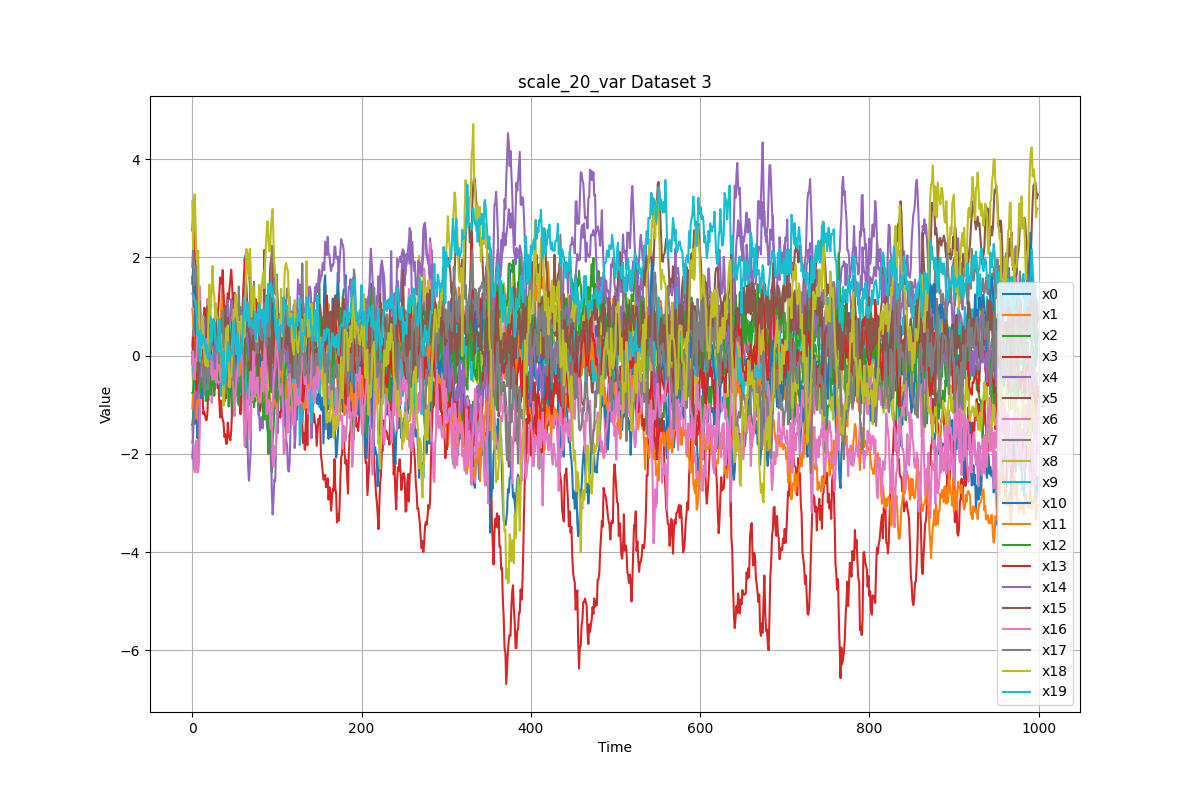 scale_20_var Dataset 3
Value
4
2
0
−2
−4
−6
0
200
400
600
800
1000
Time
x0
x1
x2
x3
x4
x5
x6
x7
x8
x9
x10
x11
x12
x13
x14
x15
x16
x17
x18
x19